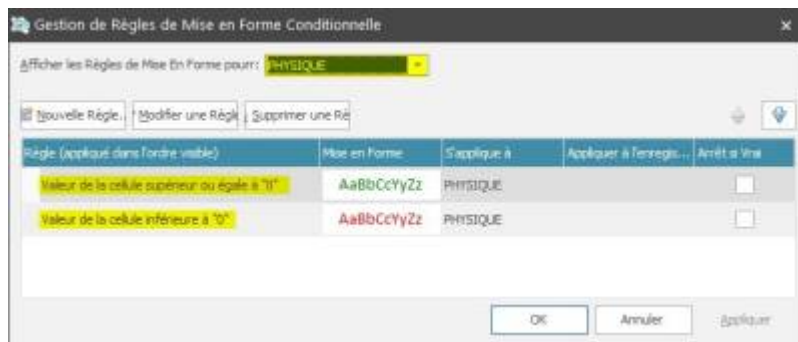 Gestion de Règles de Mise en Forme Conditionnelle
Afficher les Règles de Mise En Forme pourr: PHYSIQUE
Nouvelle Règle... Modifier une Règle Supprimer une Rè
Règle (appliqué dans l'ordre visible) Mise en Forme S'applique à Appliquer à l'enregis... Arrêt si Vrai
Valeur de la cellule supérieur ou égale à "0" AaBbCcYyZz PHYSIQUE
Valeur de la cellule inférieure à "0" AaBbCcYyZz PHYSIQUE
OK Annuler Appliquer